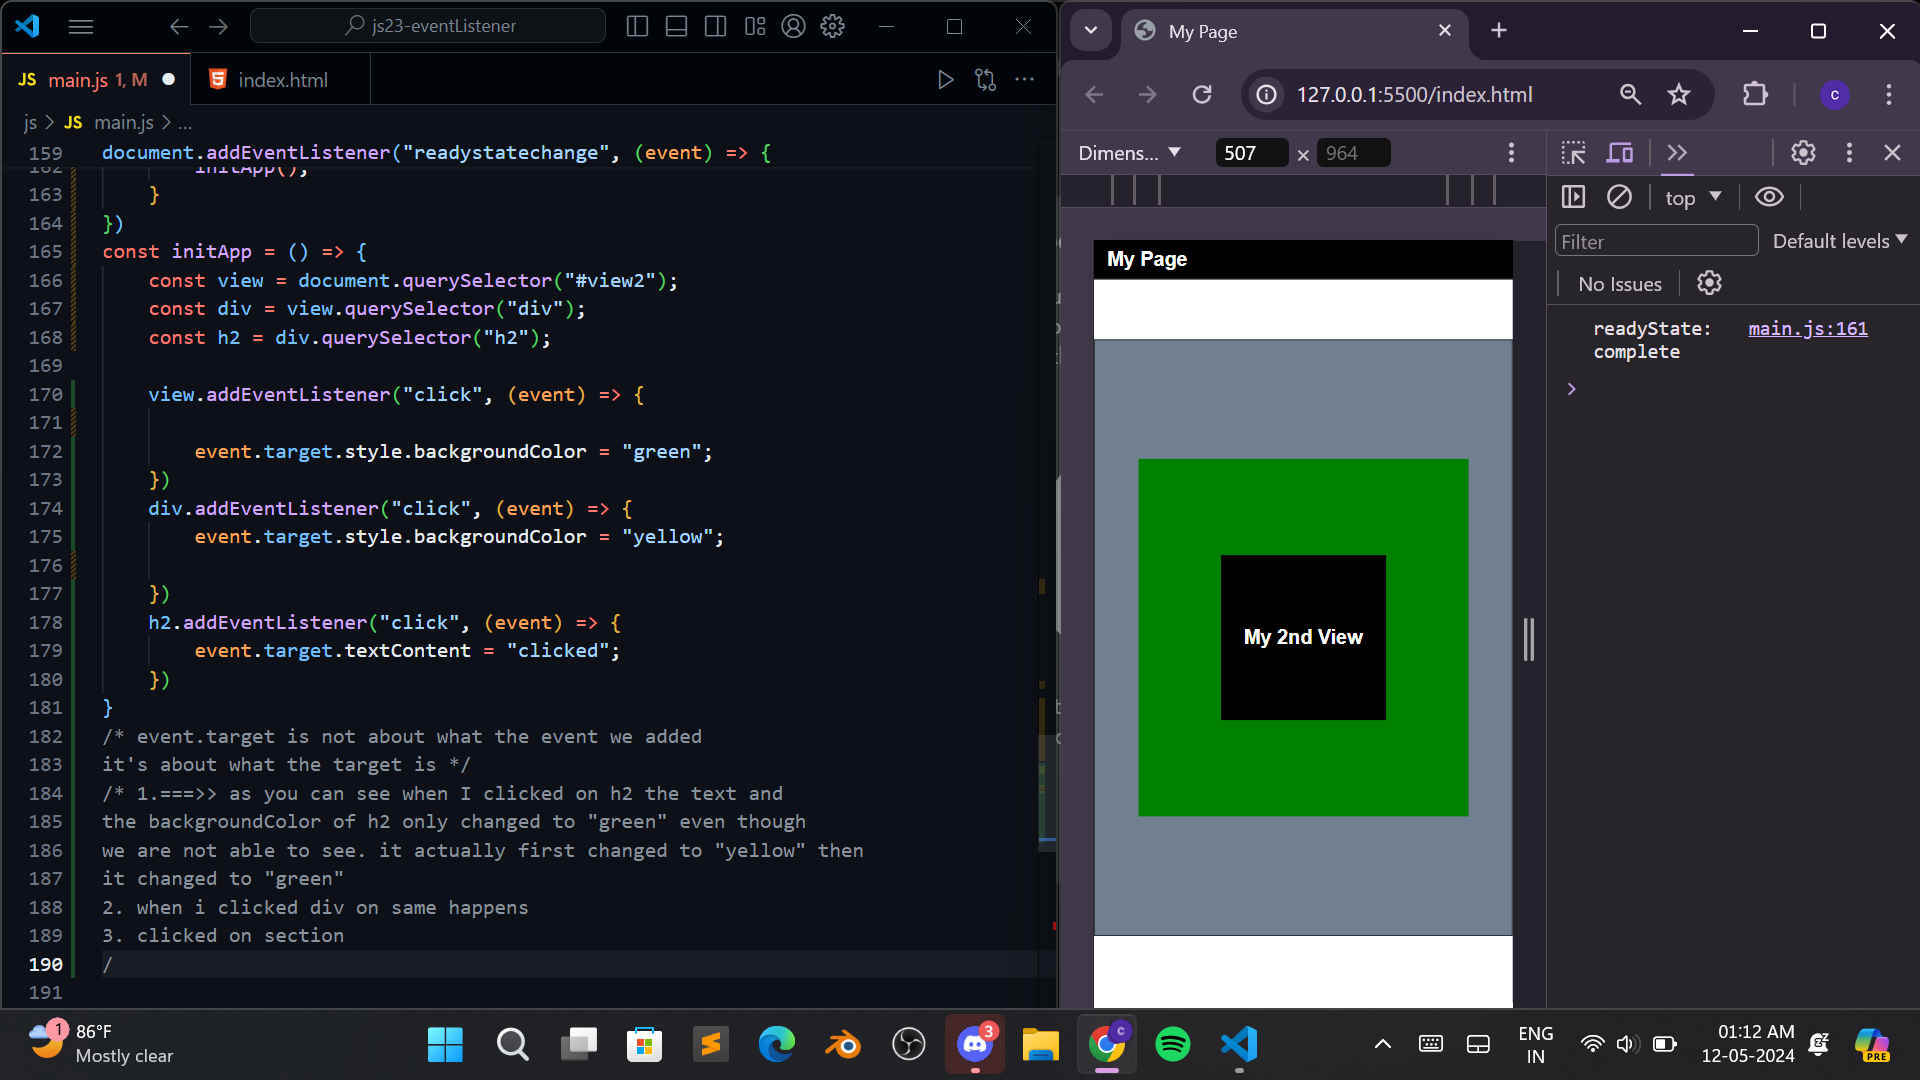 js23-eventListener
JS main.js 1, M
index.html
js > JS main.js > ...
159 document.addEventListener("readystatechange", (event) => {
initApp();
163 }
164 })
165 const initApp = () => {
166 const view = document.querySelector("#view2");
167 const div = view.querySelector("div");
168 const h2 = div.querySelector("h2");
169
170 view.addEventListener("click", (event) => {
171
172 event.target.style.backgroundColor = "green";
173 })
174 div.addEventListener("click", (event) => {
175 event.target.style.backgroundColor = "yellow";
176
177 })
178 h2.addEventListener("click", (event) => {
179 event.target.textContent = "clicked";
180 })
181 }
182 /* event.target is not about what the event we added
183 it's about what the target is */
184 /* 1.===>> as you can see when I clicked on h2 the text and
185 the backgroundColor of h2 only changed to "green" even though
186 we are not able to see. it actually first changed to "yellow" then
187 it changed to "green"
188 2. when i clicked div on same happens
189 3. clicked on section
190 /
191
My Page
127.0.0.1:5500/index.html
C
Dimens... 507 × 964
top
Filter
Default levels
No Issues
readyState: main.js:161
complete
My Page
My 2nd View
1
86°F
Mostly clear
3
C
ENG
IN
01:12 AM
12-05-2024
PRE